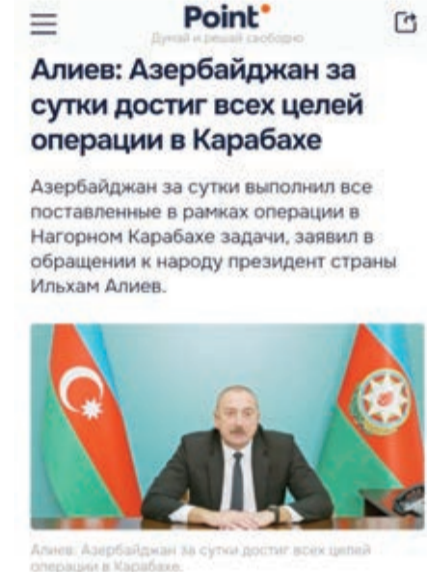 Point
Думай и решай свободно
Алиев: Азербайджан за
сутки достиг всех целей
операции в Карабахе
Азербайджан за сутки выполнил все
поставленные в рамках операции в
Нагорном Карабахе задачи, заявил в
обращении к народу президент страны
Ильхам Алиев.
Алиев: Азербайджан за сутки достиг всех целей
операции в Карабахе.